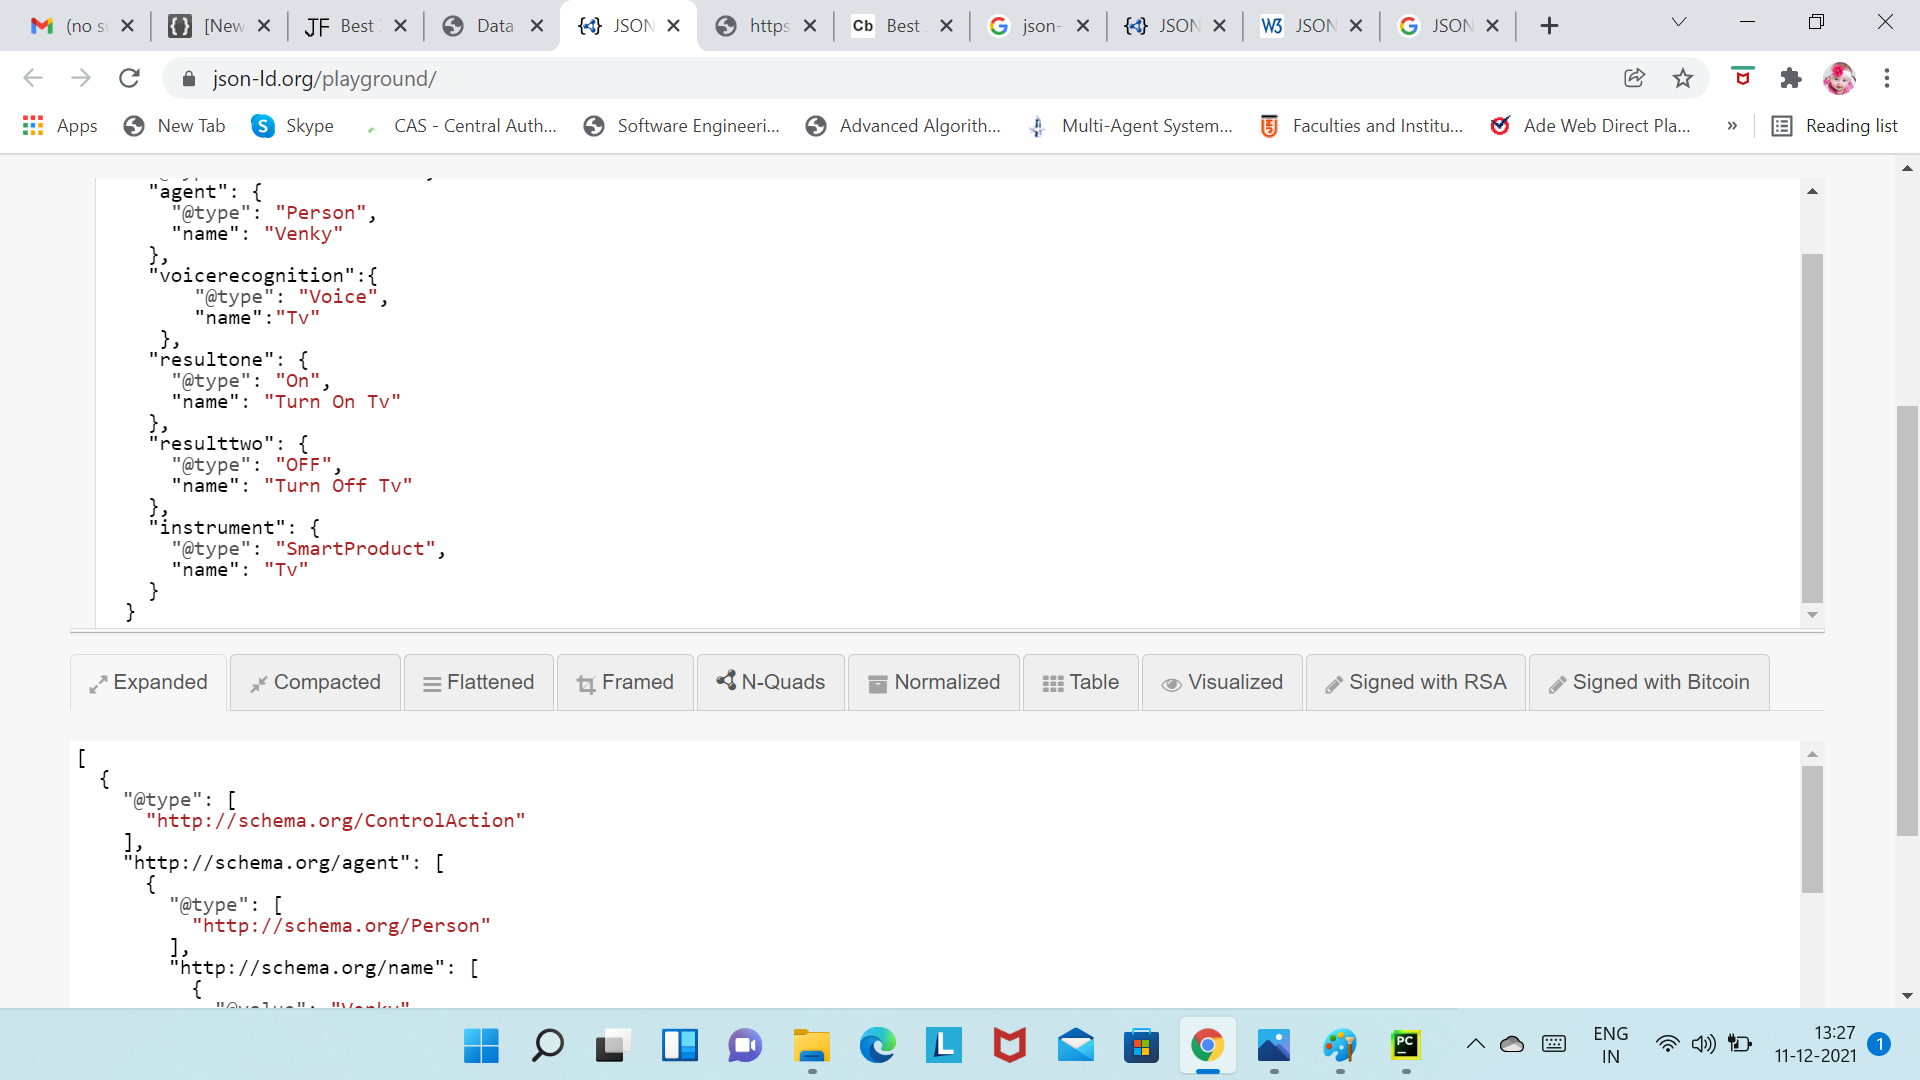 (no s
[New
JF Best
Data
JSON
https
Cb Best
json-
JSON
W3 JSON
JSON
json-ld.org/playground/
Apps
New Tab
Skype
CAS - Central Auth...
Software Engineeri...
Advanced Algorith...
Multi-Agent System...
Faculties and Institu...
Ade Web Direct Pla...
»
Reading list
"agent": {
"@type": "Person",
"name": "Venky"
},
"voicerecognition":{
"@type": "Voice",
"name":"Tv"
},
"resultone": {
"@type": "On",
"name": "Turn On Tv"
},
"resulttwo": {
"@type": "OFF",
"name": "Turn Off Tv"
},
"instrument": {
"@type": "SmartProduct",
"name": "Tv"
}
}
Expanded
Compacted
Flattened
Framed
N-Quads
Normalized
Table
Visualized
Signed with RSA
Signed with Bitcoin
[
{
"@type": [
"http://schema.org/ControlAction"
],
"http://schema.org/agent": [
{
"@type": [
"http://schema.org/Person"
],
"http://schema.org/name": [
{
"@value": "Venky"
L
PC
ENG
IN
13:27
11-12-2021
1